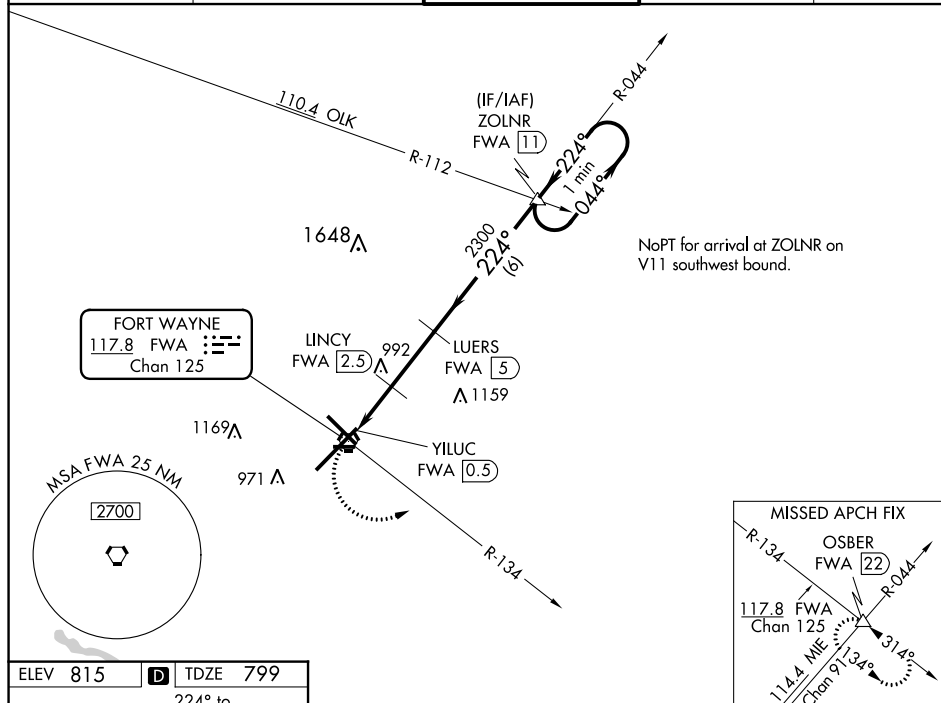 110.4 OLK
R-112
(IF/IAF)
ZOLNR
FWA 11
R-044
224°
1 min
044°
NoPT for arrival at ZOLNR on
V11 southwest bound.
1648
2300
224°
(6)
FORT WAYNE
117.8 FWA
Chan 125
LINCY
FWA 2.5
992
LUERS
FWA 5
1159
1169
971
YILUC
FWA 0.5
R-134
MSA FWA 25 NM
2700
MISSED APCH FIX
R-134
OSBER
FWA 22
R-044
117.8 FWA
Chan 125
314°
134°
114.4 MIE
Chan 91
ELEV 815 D TDZE 799
224° to